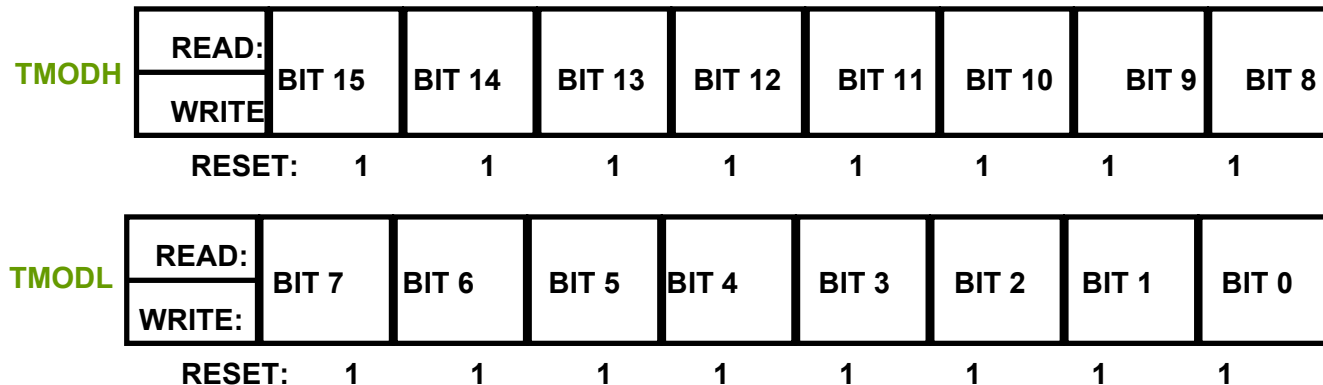 READ:
TMODH BIT 15 BIT 14 BIT 13 BIT 12 BIT 11 BIT 10 BIT 9 BIT 8
WRITE
RESET: 1 1 1 1 1 1 1 1
READ:
TMODL BIT 7 BIT 6 BIT 5 BIT 4 BIT 3 BIT 2 BIT 1 BIT 0
WRITE:
RESET: 1 1 1 1 1 1 1 1